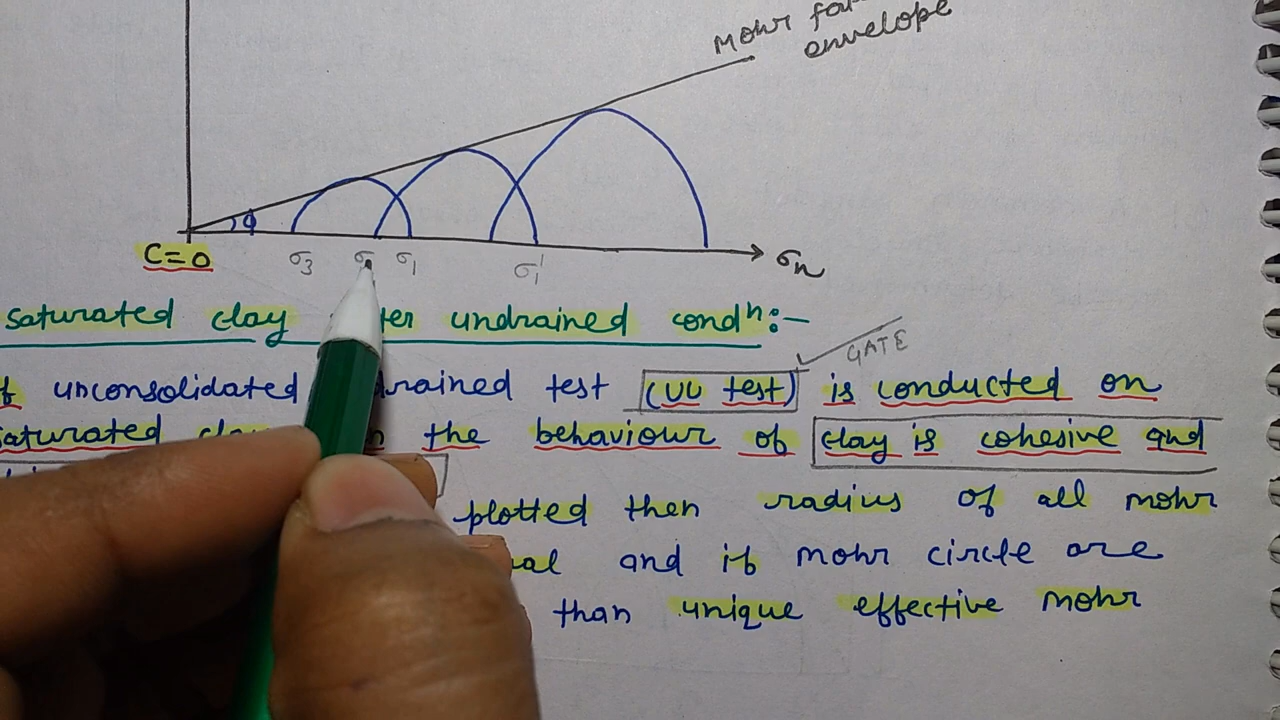 Mohr
envelope
ϕ
C=0 σ3 σ σ1 σ1' σn
saturated clay undrained condn:-
GATE
unconsolidated test (UU test) is conducted on
saturated the behaviour of clay is cohesive and
plotted then radius of all mohr
and if mohr circle are
than unique effective mohr